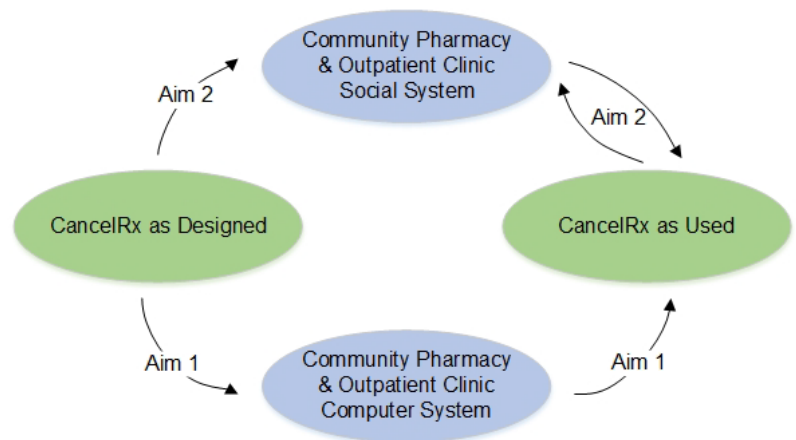 Community Pharmacy
& Outpatient Clinic
Social System
Aim 2
Aim 2
CancelRx as Designed
CancelRx as Used
Aim 1
Community Pharmacy
& Outpatient Clinic
Computer System
Aim 1